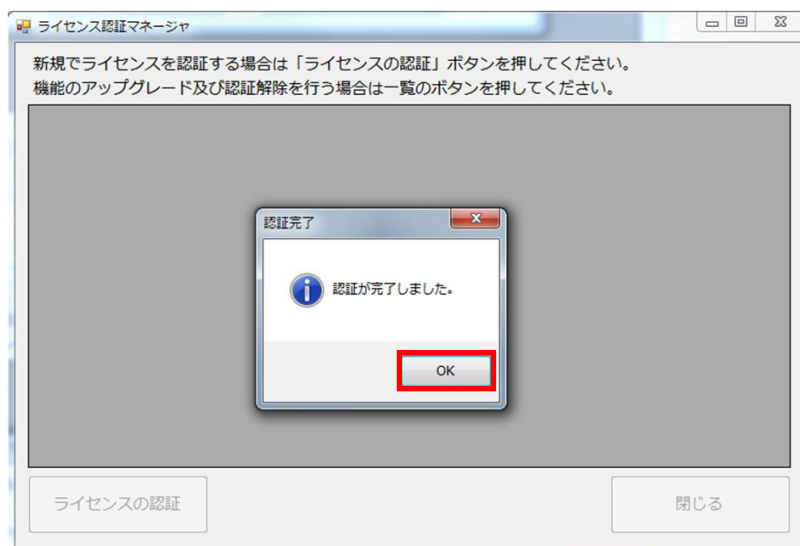 ライセンス認証マネージャ
新規でライセンスを認証する場合は「ライセンスの認証」ボタンを押してください。
機能のアップグレード及び認証解除を行う場合は一覧のボタンを押してください。
認証完了
認証が完了しました。
OK
ライセンスの認証
閉じる